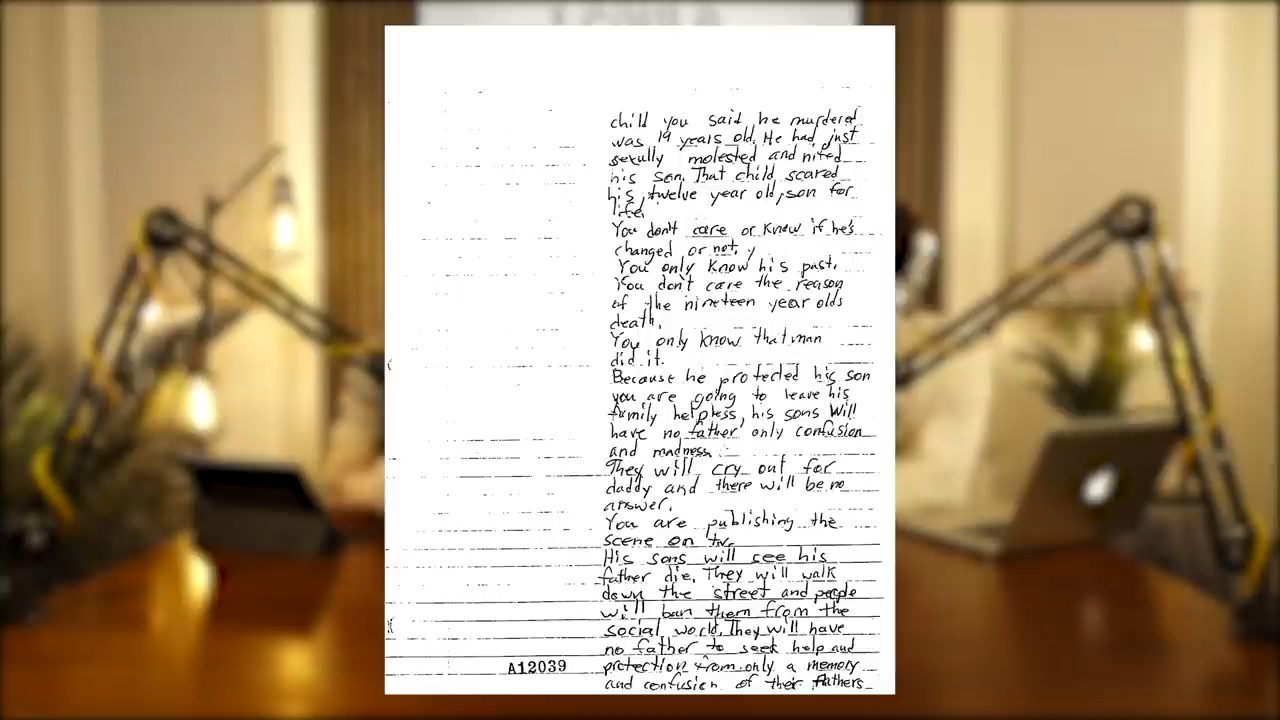 child you said he murdered
was 19 years old. He had just
sexully molested and
his son. That child scared
his twelve year old, son for
life.
You don't care or know if he's
changed or not.
You only know his past.
You don't care the reason
of the nineteen year olds
death.
You only know that man
did it.
Because he protected his son
you are going to leave his
family helpless, his sons will
have no father only confusion
and madness.
They will cry out for
daddy and there will be no
answer.
You are publishing the
scene on tv.
His sons will see his
father die. They will walk
down the street and people
will ban them from the
social world. They will have
no father to seek help and
protection from only a memory
and confusion of their fathers
A12039